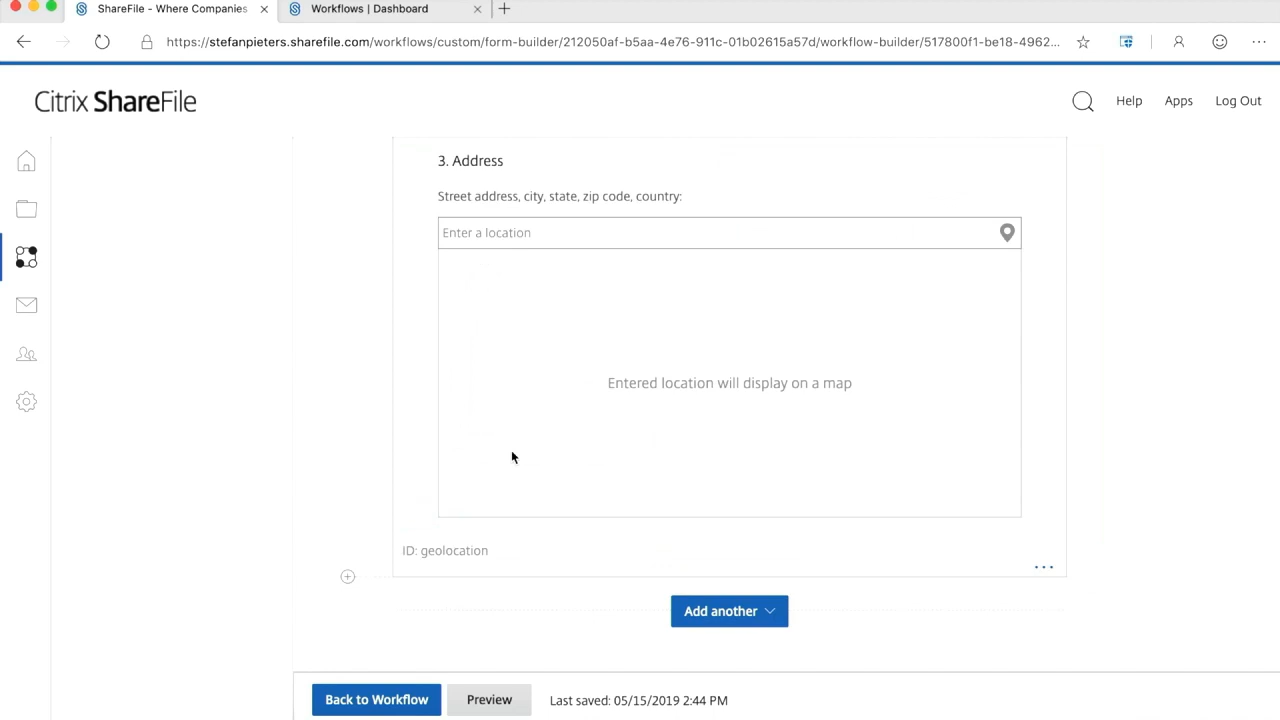 ShareFile - Where Companies
Workflows | Dashboard
https://stefanpieters.sharefile.com/workflows/custom/form-builder/212050af-b5aa-4e76-911c-01b02615a57d/workflow-builder/517800f1-be18-4962...
Citrix ShareFile
Help Apps Log Out
3. Address
Street address, city, state, zip code, country:
Enter a location
Entered location will display on a map
ID: geolocation
Add another
Back to Workflow Preview Last saved: 05/15/2019 2:44 PM